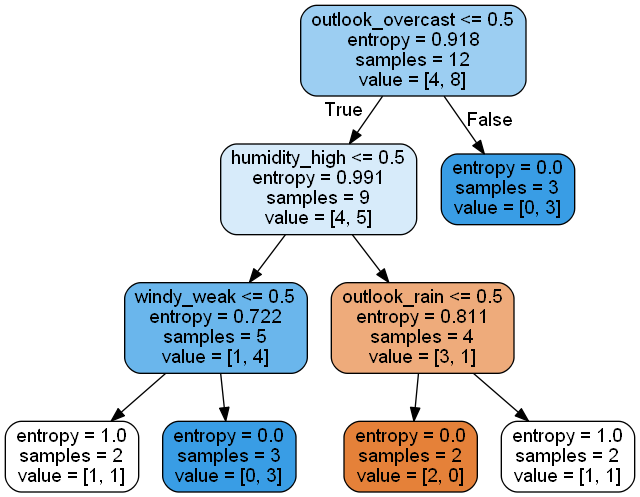 outlook_overcast <= 0.5
entropy = 0.918
samples = 12
value = [4, 8]
True
False
humidity_high <= 0.5
entropy = 0.991
samples = 9
value = [4, 5]
entropy = 0.0
samples = 3
value = [0, 3]
windy_weak <= 0.5
entropy = 0.722
samples = 5
value = [1, 4]
outlook_rain <= 0.5
entropy = 0.811
samples = 4
value = [3, 1]
entropy = 1.0
samples = 2
value = [1, 1]
entropy = 0.0
samples = 3
value = [0, 3]
entropy = 0.0
samples = 2
value = [2, 0]
entropy = 1.0
samples = 2
value = [1, 1]